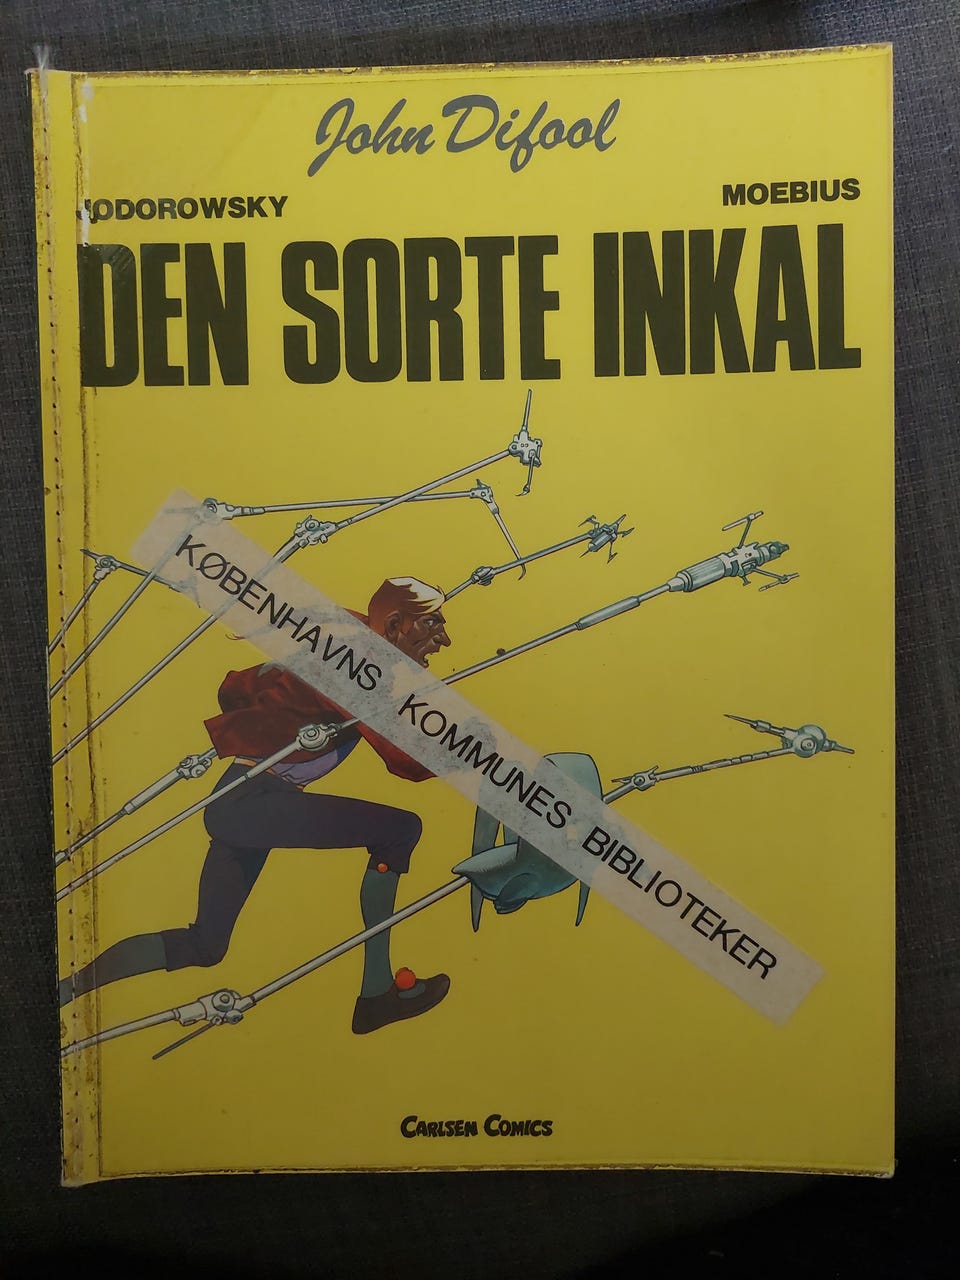 John Difool
JODOROWSKY
MOEBIUS
DEN SORTE INKAL
KØBENHAVNS KOMMUNES BIBLIOTEKER
CARLSEN COMICS